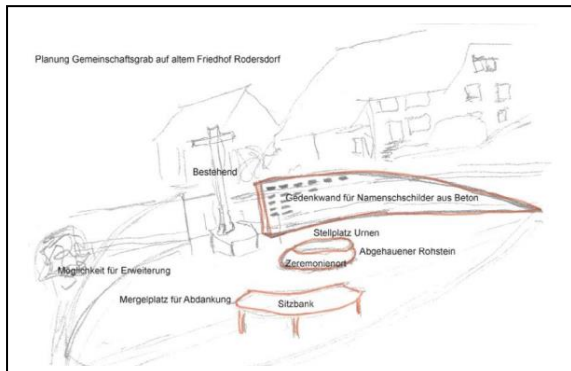 Planung Gemeinschaftsgrab auf altem Friedhof Rodersdorf
Bestehend
Gedenkwand für Namenschschilder aus Beton
Stellplatz Urnen
Abgehauener Rohstein
Zeremonienort
Möglichkeit für Erweiterung
Mergelplatz für Abdankung
Sitzbank